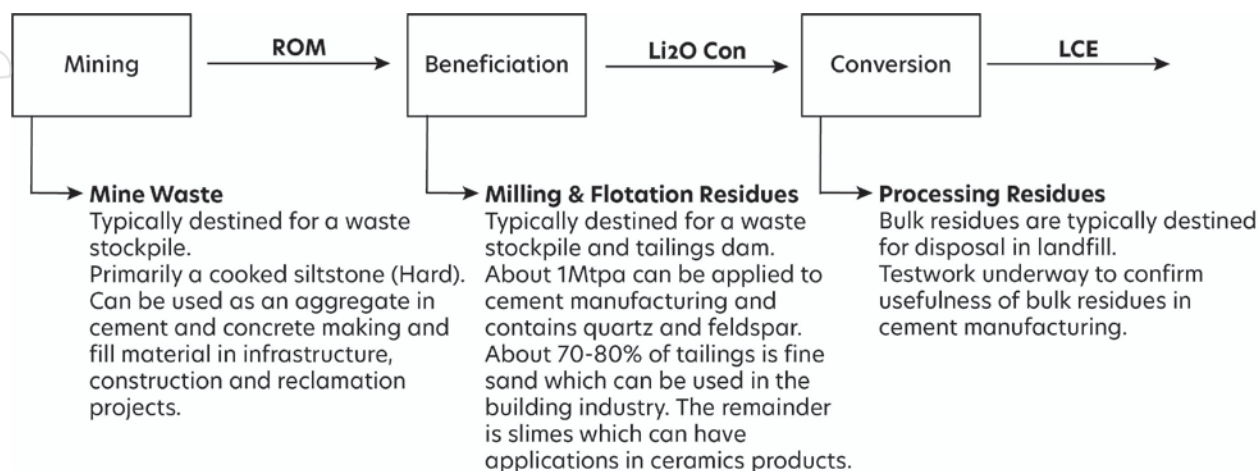 Mining
ROM
Beneficiation
Li2O Con
Conversion
LCE
Mine Waste
Typically destined for a waste
stockpile.
Primarily a cooked siltstone (Hard).
Can be used as an aggregate in
cement and concrete making and
fill material in infrastructure,
construction and reclamation
projects.
Milling & Flotation Residues
Typically destined for a waste
stockpile and tailings dam.
About 1Mtpa can be applied to
cement manufacturing and
contains quartz and feldspar.
About 70-80% of tailings is fine
sand which can be used in the
building industry. The remainder
is slimes which can have
applications in ceramics products.
Processing Residues
Bulk residues are typically destined
for disposal in landfill.
Testwork underway to confirm
usefulness of bulk residues in
cement manufacturing.